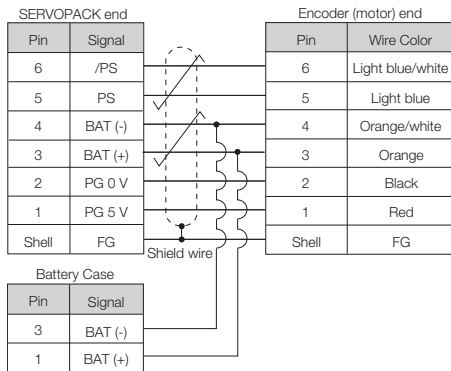 SERVOPACK end
Pin Signal
6 /PS
5 PS
4 BAT (-)
3 BAT (+)
2 PG 0 V
1 PG 5 V
Shell FG
Shield wire
Encoder (motor) end
Pin Wire Color
6 Light blue/white
5 Light blue
4 Orange/white
3 Orange
2 Black
1 Red
Shell FG
Battery Case
Pin Signal
3 BAT (-)
1 BAT (+)